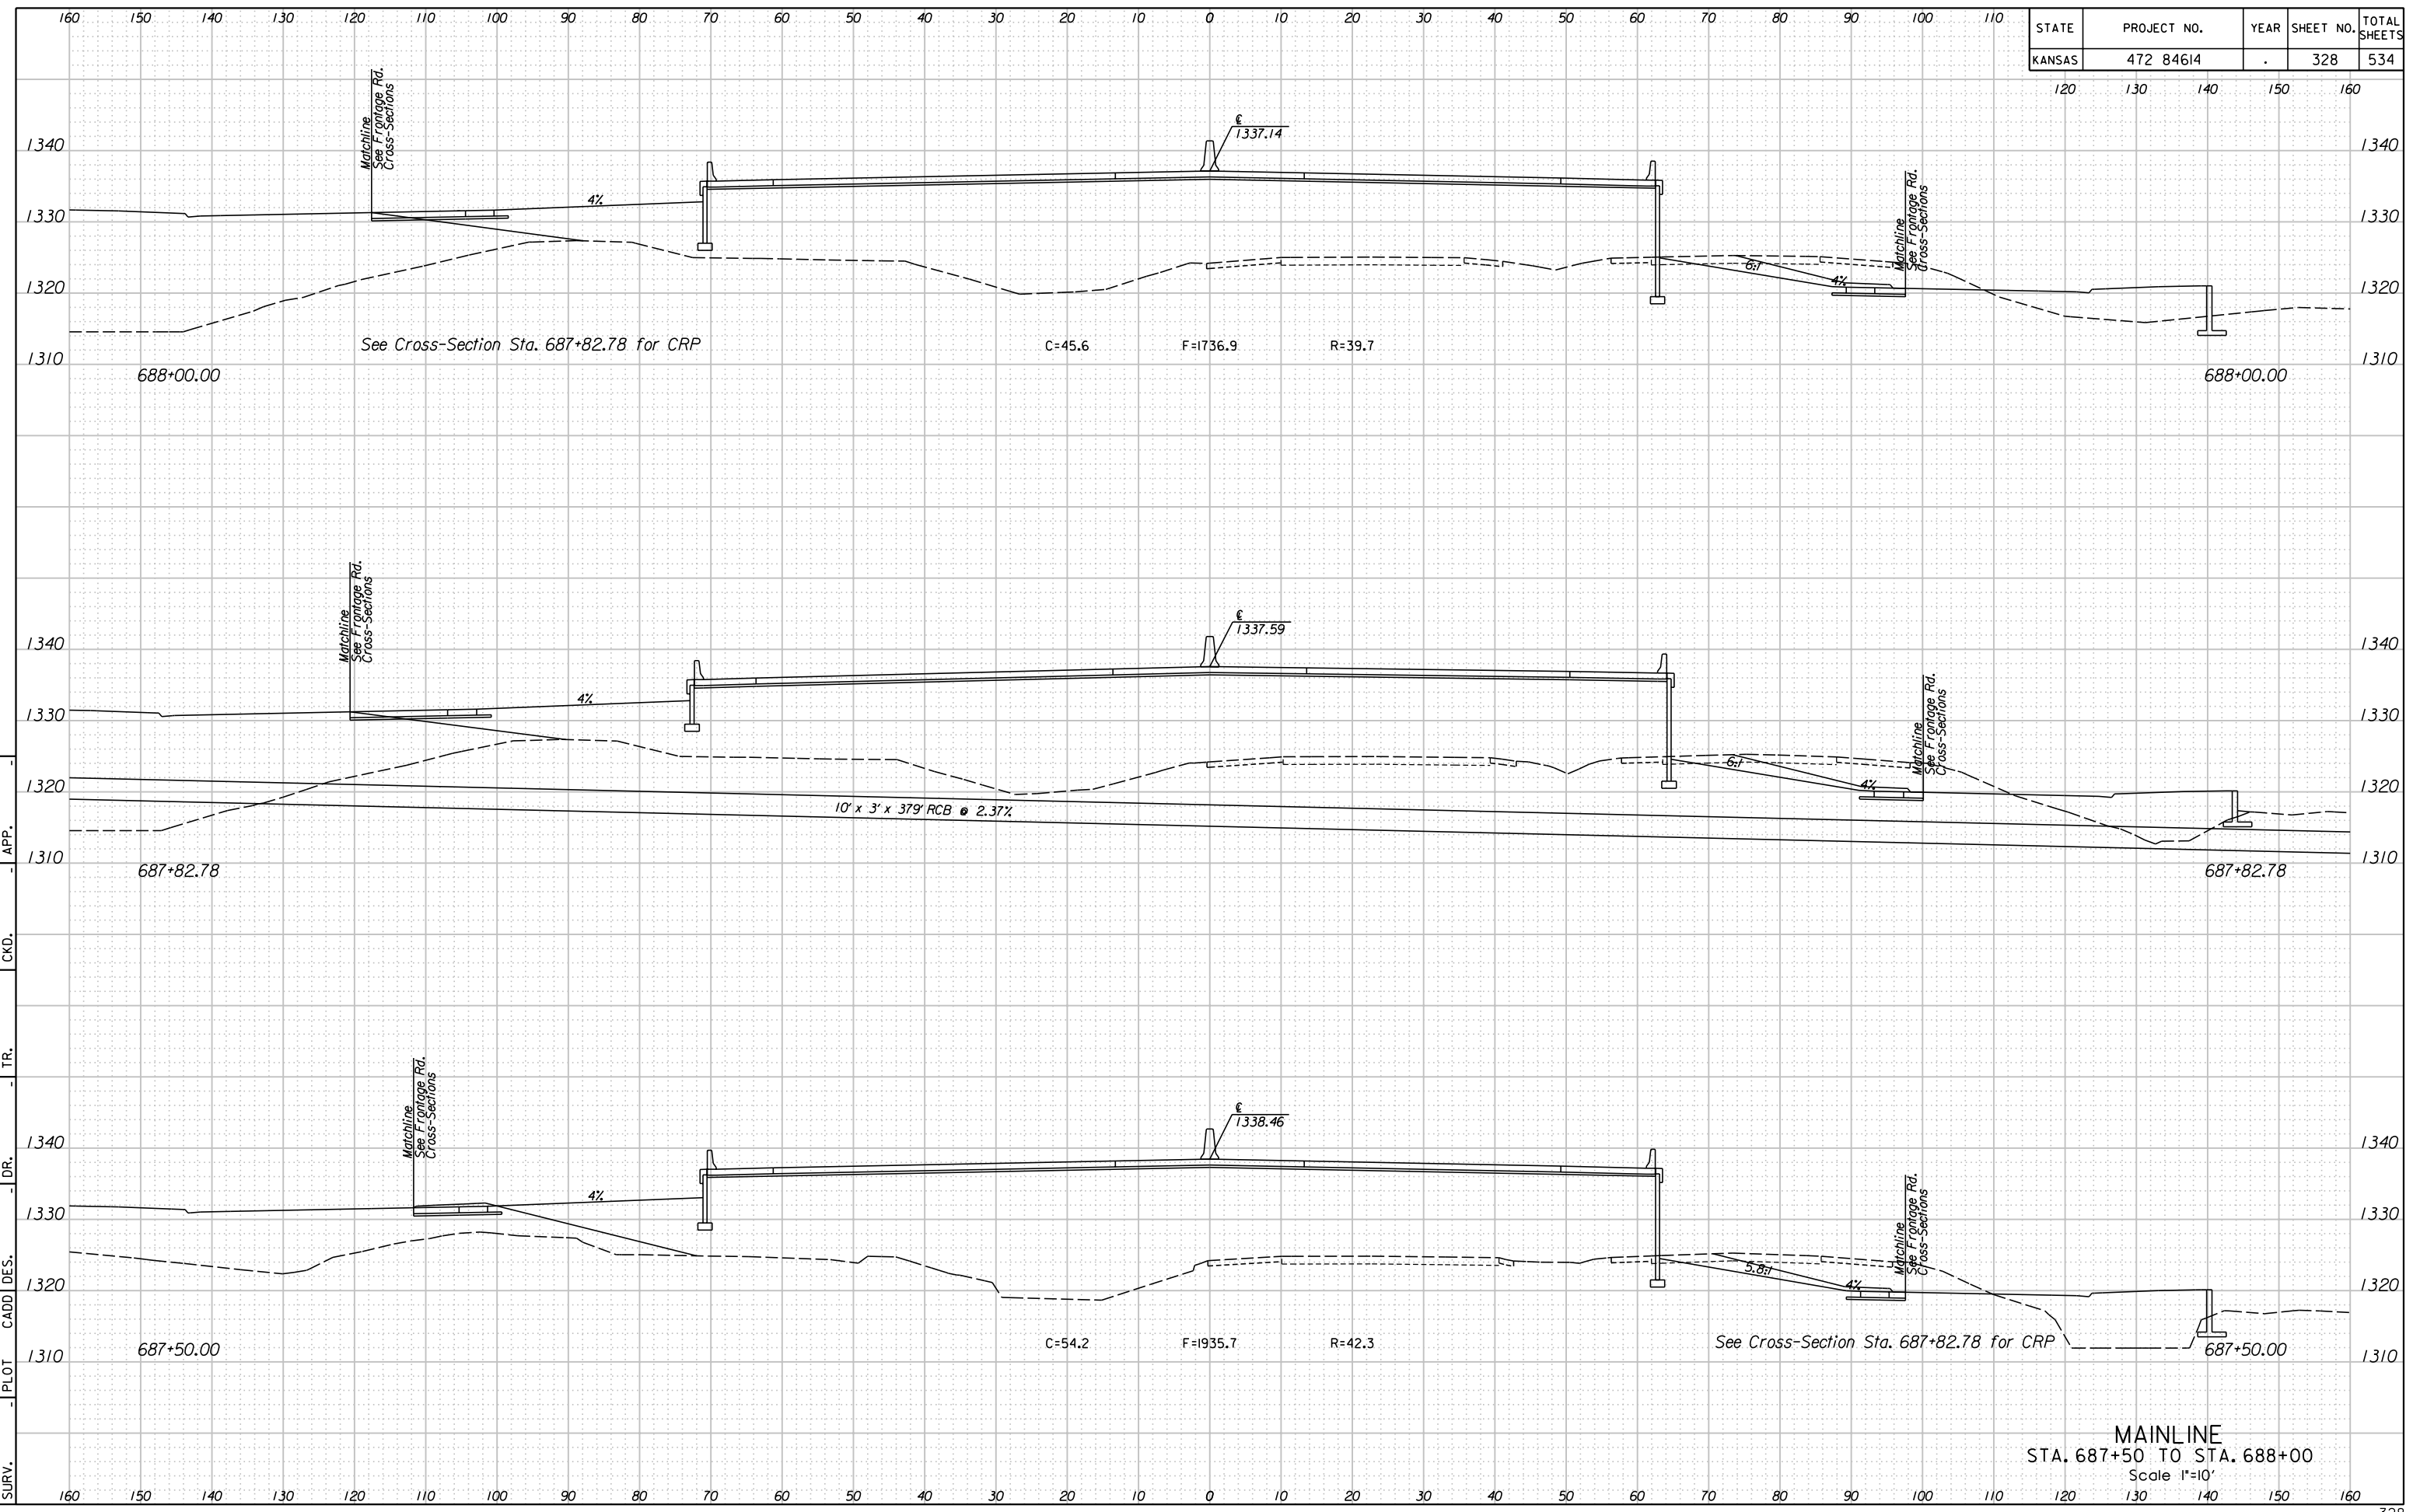 160 150 140 130 120 110 100 90 80 70 60 50 40 30 20 10 0 10 20 30 40 50 60 70 80 90 100 110
STATE PROJECT NO. YEAR SHEET NO. TOTAL SHEETS
KANSAS 472 84614 . 328 534
120 130 140 150 160
Matchline
See Frontage Rd.
Cross-Sections
℄
1337.14
1340 1340
Matchline
See Frontage Rd.
Cross-Sections
4%
1330 1330
6:1
4%
1320 1320
See Cross-Section Sta. 687+82.78 for CRP C=45.6 F=1736.9 R=39.7
1310 1310
688+00.00 688+00.00
Matchline
See Frontage Rd.
Cross-Sections
℄
1337.59
1340 1340
Matchline
See Frontage Rd.
Cross-Sections
4%
1330 1330
6:1
4%
1320 1320
10' x 3' x 379' RCB @ 2.37%
1310 1310
687+82.78 687+82.78
Matchline
See Frontage Rd.
Cross-Sections
℄
1338.46
1340 1340
Matchline
See Frontage Rd.
Cross-Sections
4%
1330 1330
5.8:1
4%
1320 1320
C=54.2 F=1935.7 R=42.3 See Cross-Section Sta. 687+82.78 for CRP
687+50.00 687+50.00
1310 1310
MAINLINE
STA. 687+50 TO STA. 688+00
Scale 1"=10'
160 150 140 130 120 110 100 90 80 70 60 50 40 30 20 10 0 10 20 30 40 50 60 70 80 90 100 110 120 130 140 150 160
SURV. - PLOT CADD DES. - DR. - TR. CKD. - APP. -
328